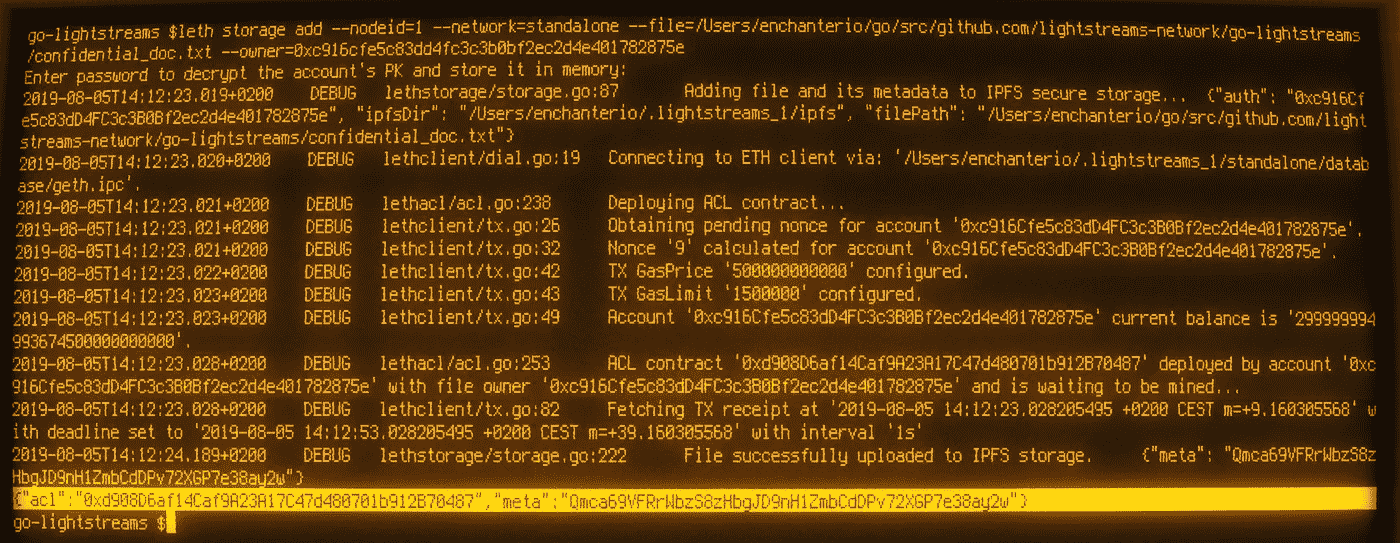 go-lightstreams $leth storage add --nodeid=1 --network=standalone --file=/Users/enchanterio/go/src/github.com/lightstreams-network/go-lightstreams
/confidential_doc.txt --owner=0xc916cfe5c83dd4fc3c3b0bf2ec2d4e401782875e
Enter password to decrypt the account's PK and store it in memory:
2019-08-05T14:12:23.019+0200 DEBUG lethstorage/storage.go:87 Adding file and its metadata to IPFS secure storage... {"auth": "0xc916Cf
e5c83dD4FC3c3B0Bf2ec2d4e401782875e", "ipfsDir": "/Users/enchanterio/.lightstreams_1/ipfs", "filePath": "/Users/enchanterio/go/src/github.com/light
streams-network/go-lightstreams/confidential_doc.txt"}
2019-08-05T14:12:23.020+0200 DEBUG lethclient/dial.go:19 Connecting to ETH client via: '/Users/enchanterio/.lightstreams_1/standalone/datab
ase/geth.ipc'.
2019-08-05T14:12:23.021+0200 DEBUG lethacl/acl.go:238 Deploying ACL contract...
2019-08-05T14:12:23.021+0200 DEBUG lethclient/tx.go:26 Obtaining pending nonce for account '0xc916Cfe5c83dD4FC3c3B0Bf2ec2d4e401782875e'.
2019-08-05T14:12:23.021+0200 DEBUG lethclient/tx.go:32 Nonce '9' calculated for account '0xc916Cfe5c83dD4FC3c3B0Bf2ec2d4e401782875e'.
2019-08-05T14:12:23.022+0200 DEBUG lethclient/tx.go:42 TX GasPrice '500000000000' configured.
2019-08-05T14:12:23.023+0200 DEBUG lethclient/tx.go:43 TX GasLimit '1500000' configured.
2019-08-05T14:12:23.023+0200 DEBUG lethclient/tx.go:49 Account '0xc916Cfe5c83dD4FC3c3B0Bf2ec2d4e401782875e' current balance is '299999994
993674500000000000'.
2019-08-05T14:12:23.028+0200 DEBUG lethacl/acl.go:253 ACL contract '0xd908D6af14Caf9A23A17C47d480701b912B70487' deployed by account '0xc
916Cfe5c83dD4FC3c3B0Bf2ec2d4e401782875e' with file owner '0xc916Cfe5c83dD4FC3c3B0Bf2ec2d4e401782875e' and is waiting to be mined...
2019-08-05T14:12:23.028+0200 DEBUG lethclient/tx.go:82 Fetching TX receipt at '2019-08-05 14:12:23.028205495 +0200 CEST m=+9.160305568' w
ith deadline set to '2019-08-05 14:12:53.028205495 +0200 CEST m=+39.160305568' with interval '1s'
2019-08-05T14:12:24.189+0200 DEBUG lethstorage/storage.go:222 File successfully uploaded to IPFS storage. {"meta": "Qmca69VFRrWbzS8z
HbgJD9nH1ZmbCdDPv72XGP7e38ay2w"}
{"acl":"0xd908D6af14Caf9A23A17C47d480701b912B70487","meta":"Qmca69VFRrWbzS8zHbgJD9nH1ZmbCdDPv72XGP7e38ay2w"}
go-lightstreams $